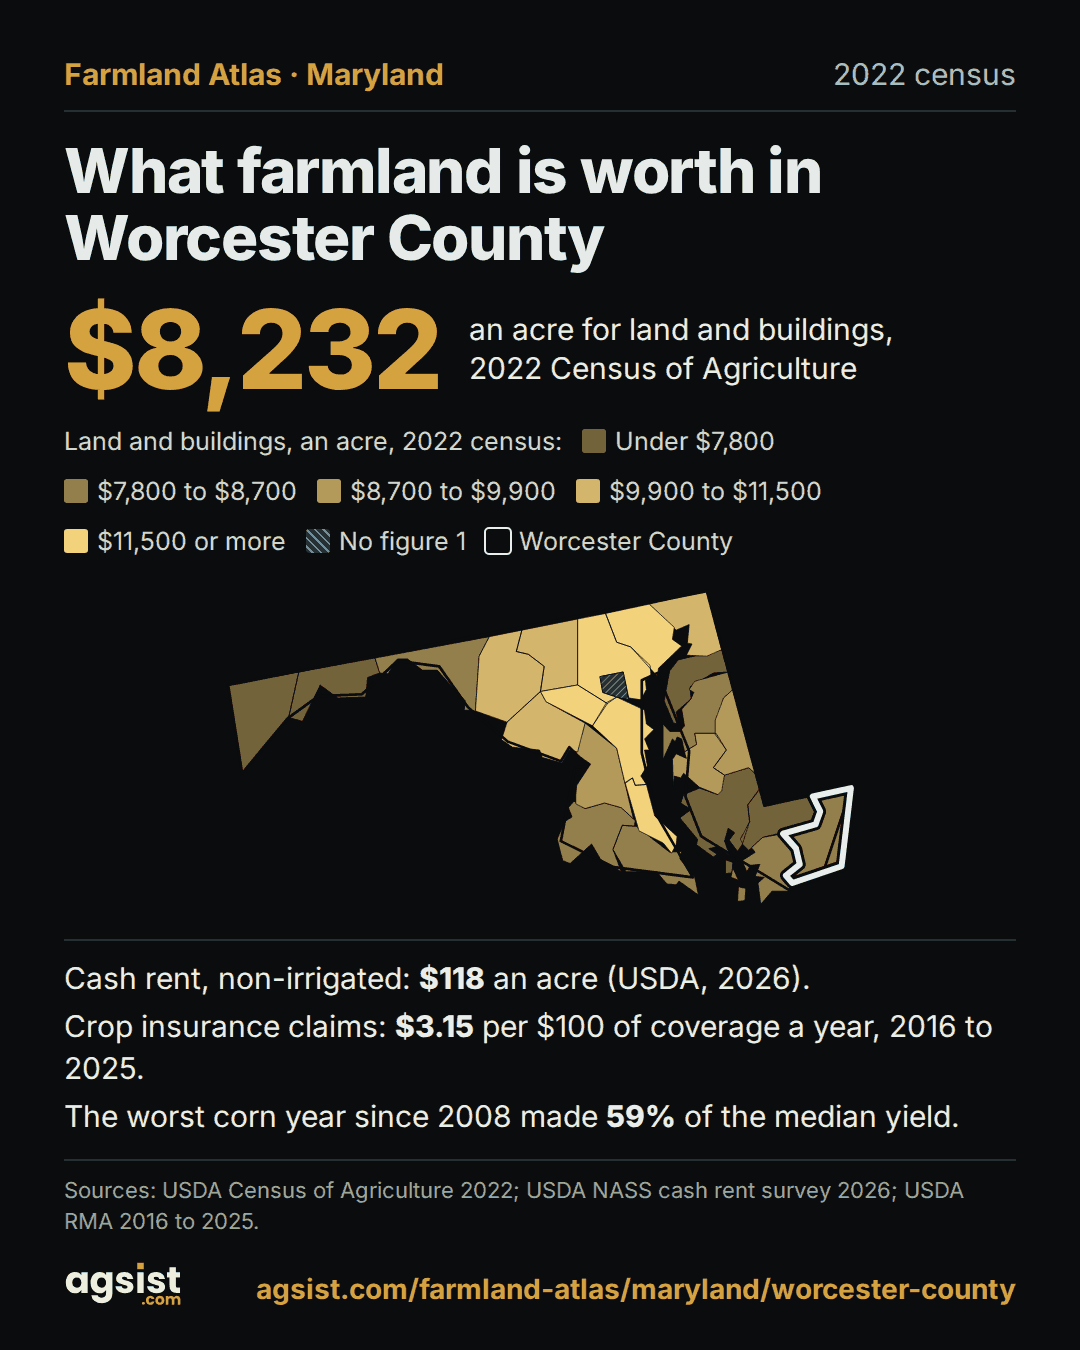 Farmland Atlas · Maryland
2022 census
What farmland is worth in
Worcester County
$8,232
an acre for land and buildings,
2022 Census of Agriculture
Land and buildings, an acre, 2022 census: Under $7,800
$7,800 to $8,700 $8,700 to $9,900 $9,900 to $11,500
$11,500 or more No figure 1 Worcester County
Cash rent, non-irrigated: $118 an acre (USDA, 2026).
Crop insurance claims: $3.15 per $100 of coverage a year, 2016 to
2025.
The worst corn year since 2008 made 59% of the median yield.
Sources: USDA Census of Agriculture 2022; USDA NASS cash rent survey 2026; USDA
RMA 2016 to 2025.
agsist
.com
agsist.com/farmland-atlas/maryland/worcester-county